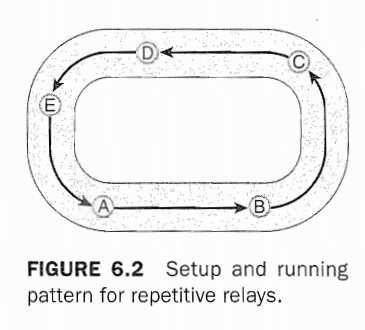 D
C
E
A
B
FIGURE 6.2 Setup and running
pattern for repetitive relays.